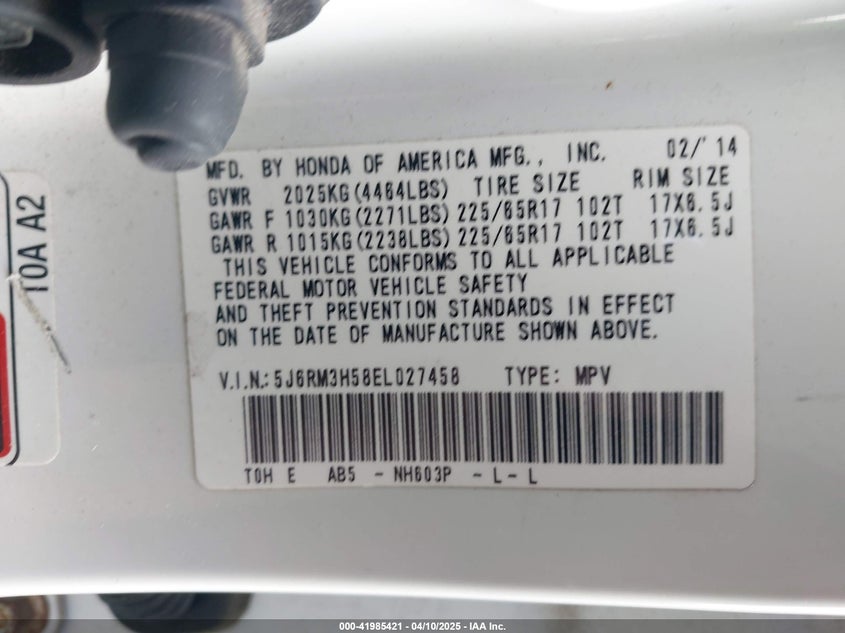 MFD. BY HONDA OF AMERICA MFG., INC. 02/'14
GVWR 2025KG(4464LBS) TIRE SIZE RIM SIZE
GAWR F 1030KG(2271LBS) 225/65R17 102T 17X6.5J
GAWR R 1015KG(2238LBS) 225/65R17 102T 17X6.5J
THIS VEHICLE CONFORMS TO ALL APPLICABLE
FEDERAL MOTOR VEHICLE SAFETY
AND THEFT PREVENTION STANDARDS IN EFFECT
ON THE DATE OF MANUFACTURE SHOWN ABOVE.
V.I.N.: 5J6RM3H58EL027458 TYPE: MPV
T0H E AB5 - NH603P - L- L
T0A A2
000-41985421 - 04/10/2025 - IAA Inc.